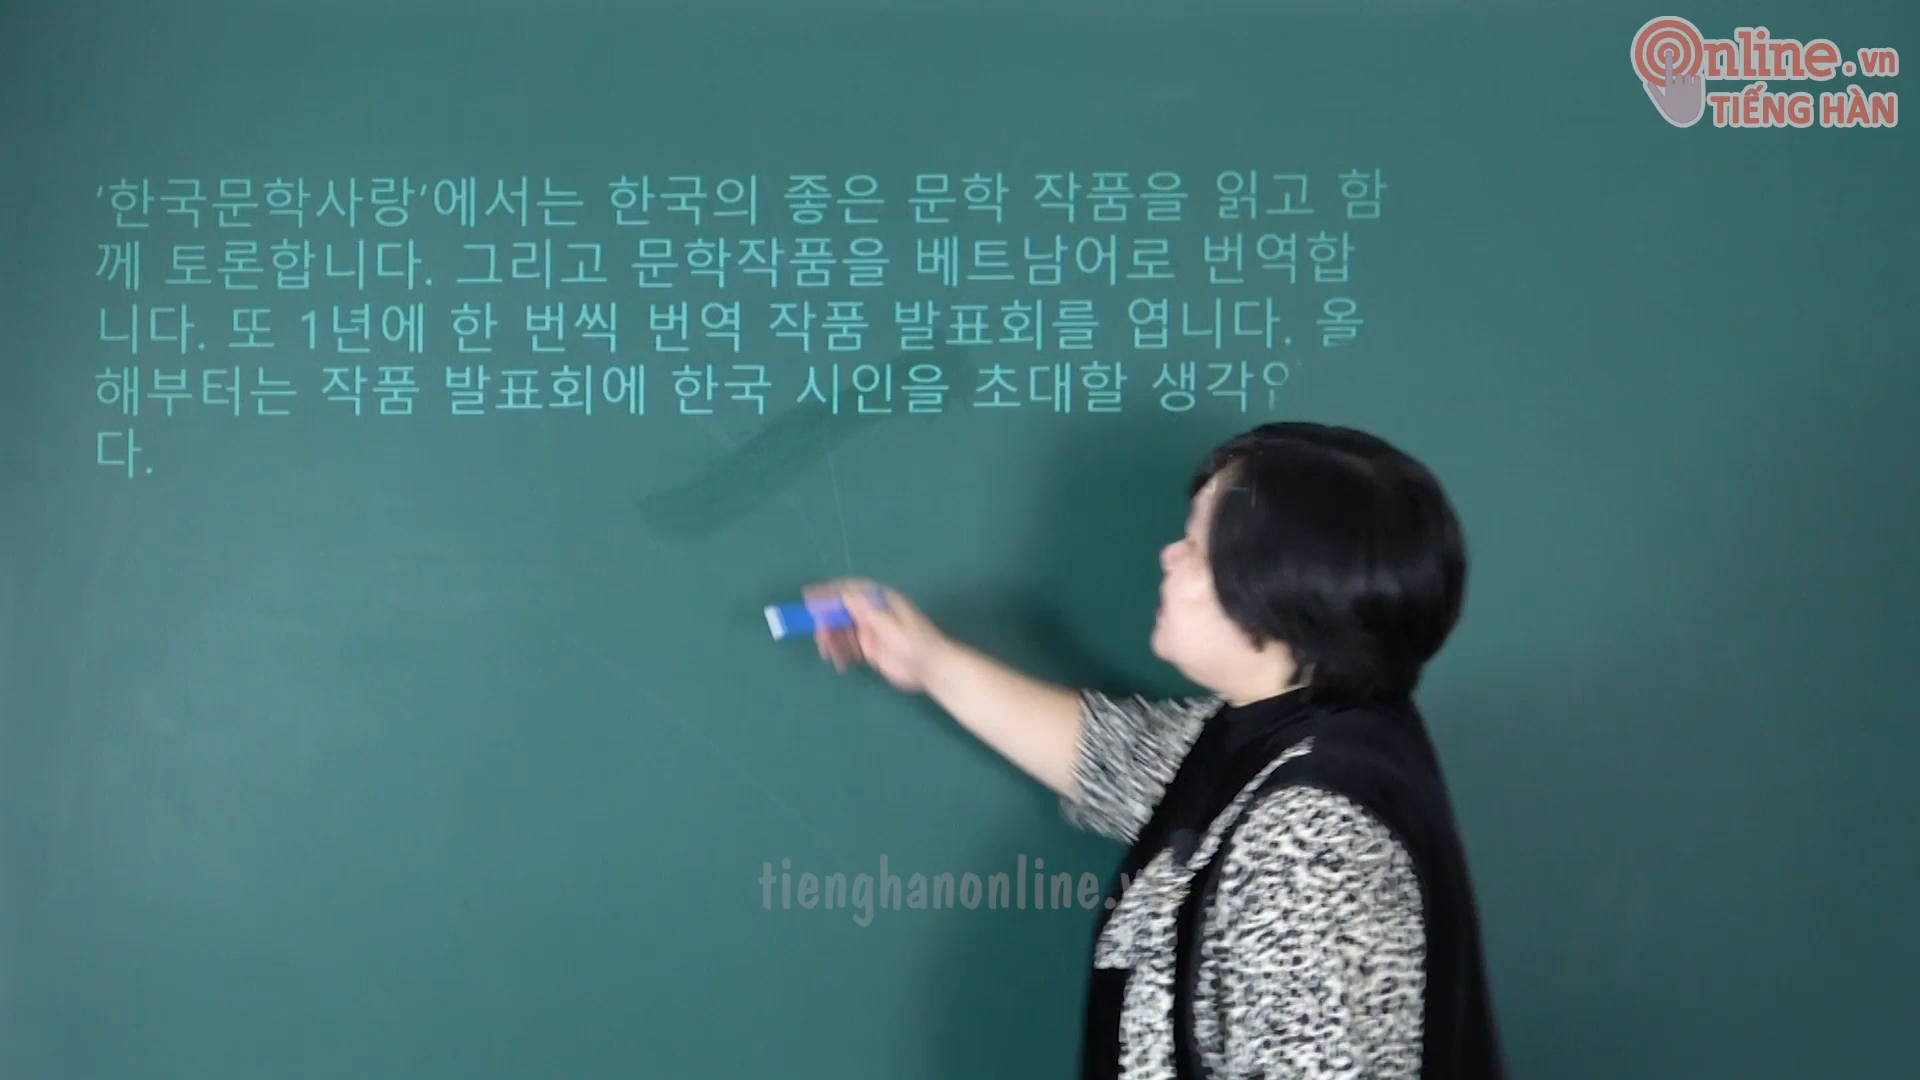 '한국문학사랑'에서는 한국의 좋은 문학 작품을 읽고 함
께 토론합니다. 그리고 문학작품을 베트남어로 번역합
니다. 또 1년에 한 번씩 번역 작품 발표회를 엽니다. 올
해부터는 작품 발표회에 한국 시인을 초대할
다.
Online.vn
TIẾNG HÀN
tienghanonline.